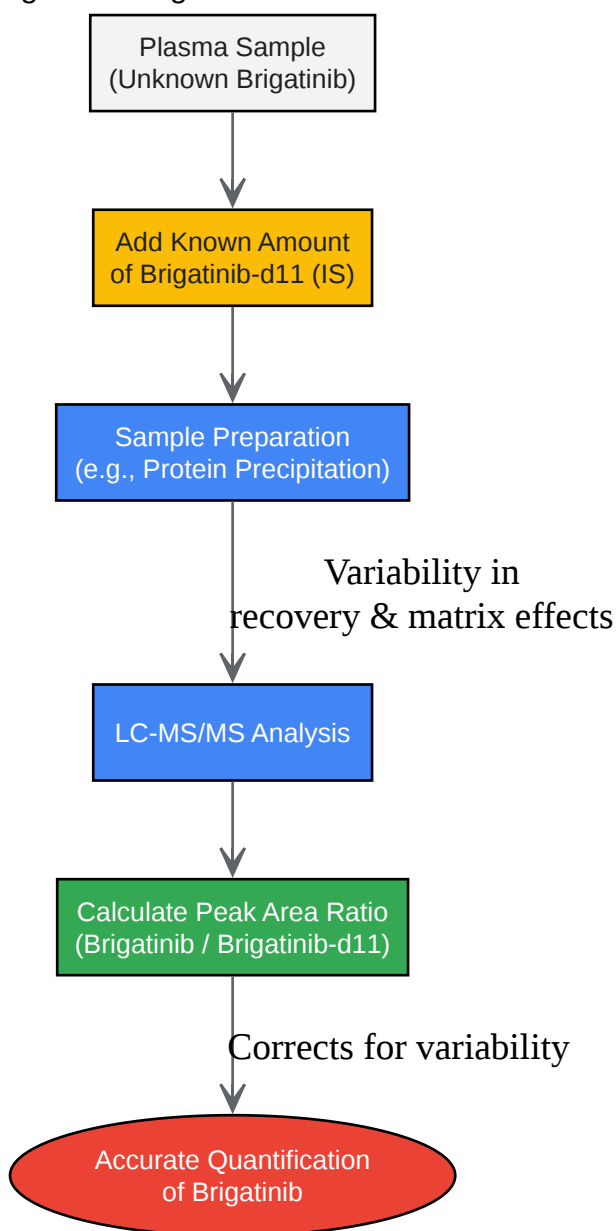 Plasma Sample
(Unknown Brigatinib)
Add Known Amount
of Brigatinib-d11 (IS)
Sample Preparation
(e.g., Protein Precipitation)
Variability in
recovery & matrix effects
LC-MS/MS Analysis
Calculate Peak Area Ratio
(Brigatinib / Brigatinib-d11)
Corrects for variability
Accurate Quantification
of Brigatinib